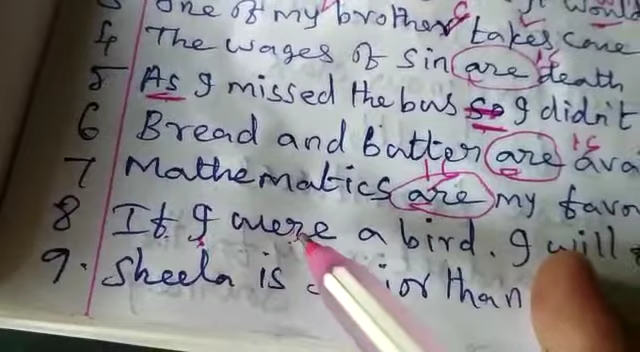 One of my brother takes care
4 The wages of sin are death
5 As I missed the bus so I didn't
6 Bread and butter are ava
is
7 Mathematics are my favo
8 If I were a bird. I will
9. Sheela is than